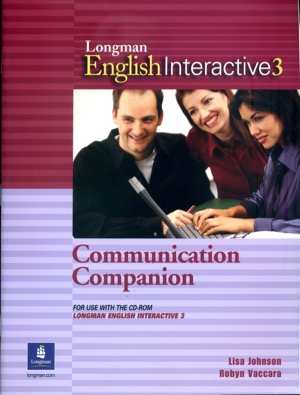 Longman
English Interactive 3
Communication
Companion
FOR USE WITH THE CD-ROM
LONGMAN ENGLISH INTERACTIVE 3
Lisa Johnson
Robyn Vaccara
Longman
longman.com